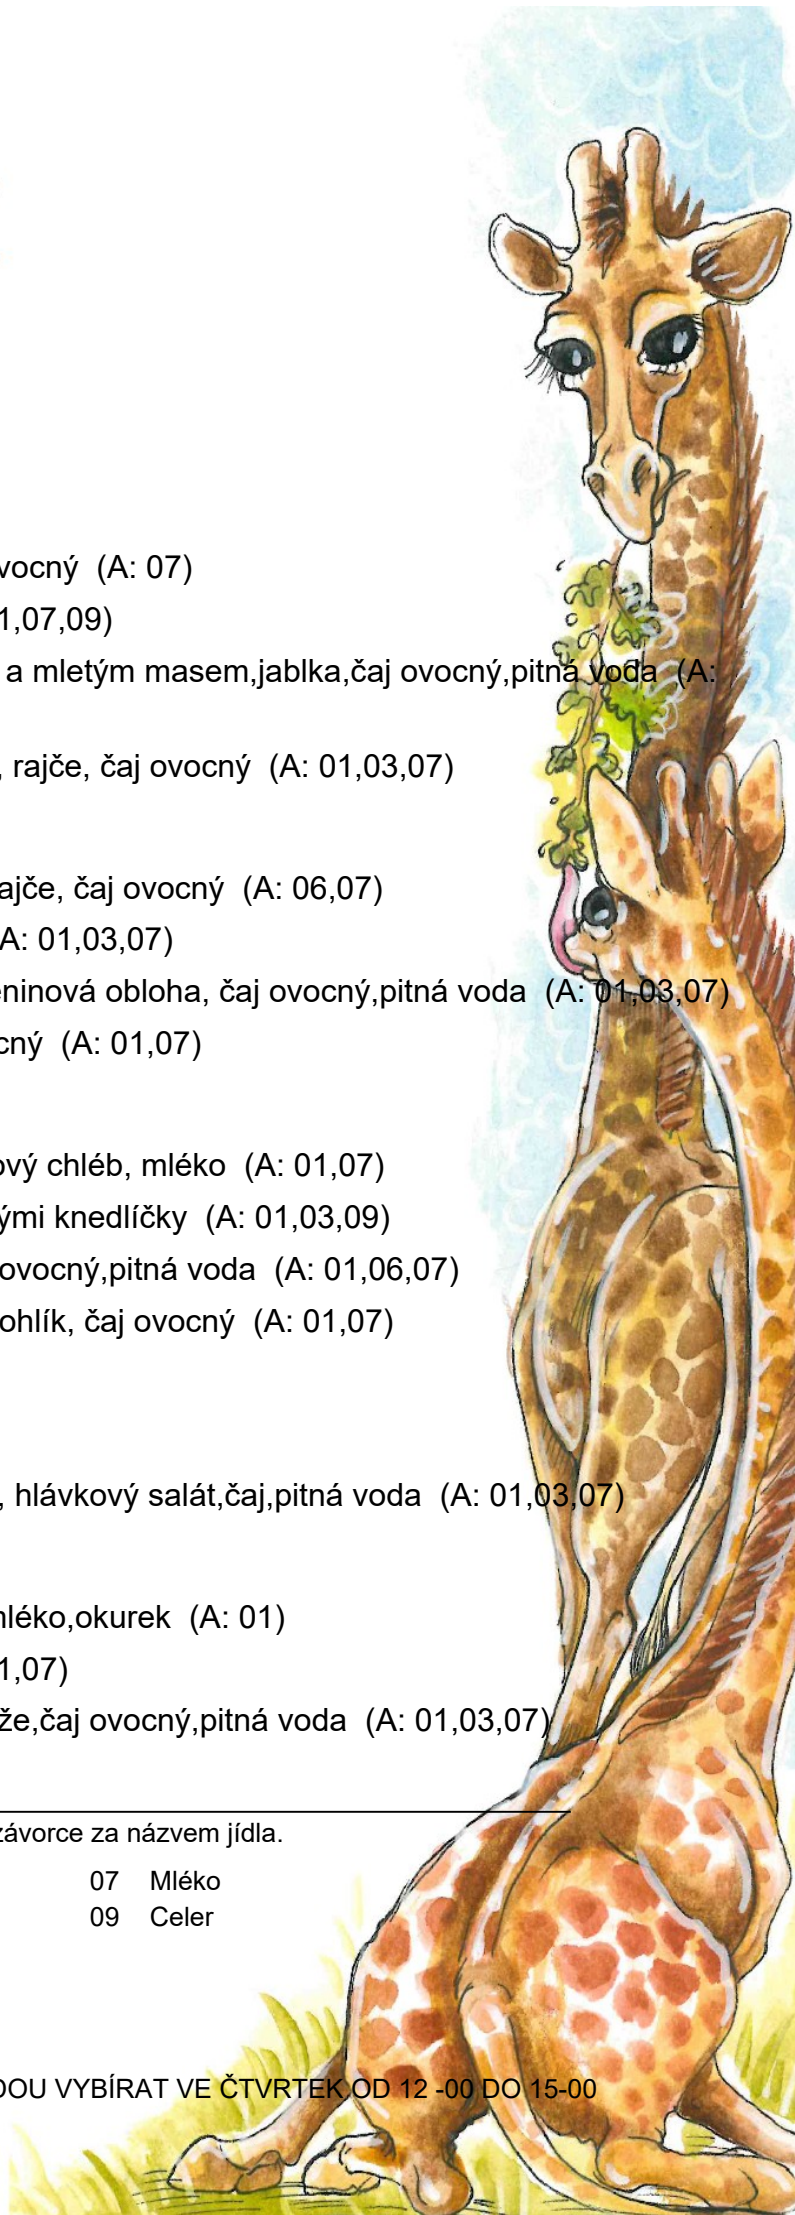 vocný (A: 07)
1,07,09)
a mletým masem,jablka,čaj ovocný,pitná voda (A:
, rajče, čaj ovocný (A: 01,03,07)
ajče, čaj ovocný (A: 06,07)
A: 01,03,07)
eninová obloha, čaj ovocný,pitná voda (A: 01,03,07)
cný (A: 01,07)
ový chléb, mléko (A: 01,07)
ými knedlíčky (A: 01,03,09)
ovocný,pitná voda (A: 01,06,07)
ohlík, čaj ovocný (A: 01,07)
, hlávkový salát,čaj,pitná voda (A: 01,03,07)
mléko,okurek (A: 01)
1,07)
že,čaj ovocný,pitná voda (A: 01,03,07)
závorce za názvem jídla.
07 Mléko
09 Celer
DOU VYBÍRAT VE ČTVRTEK OD 12 -00 DO 15-00